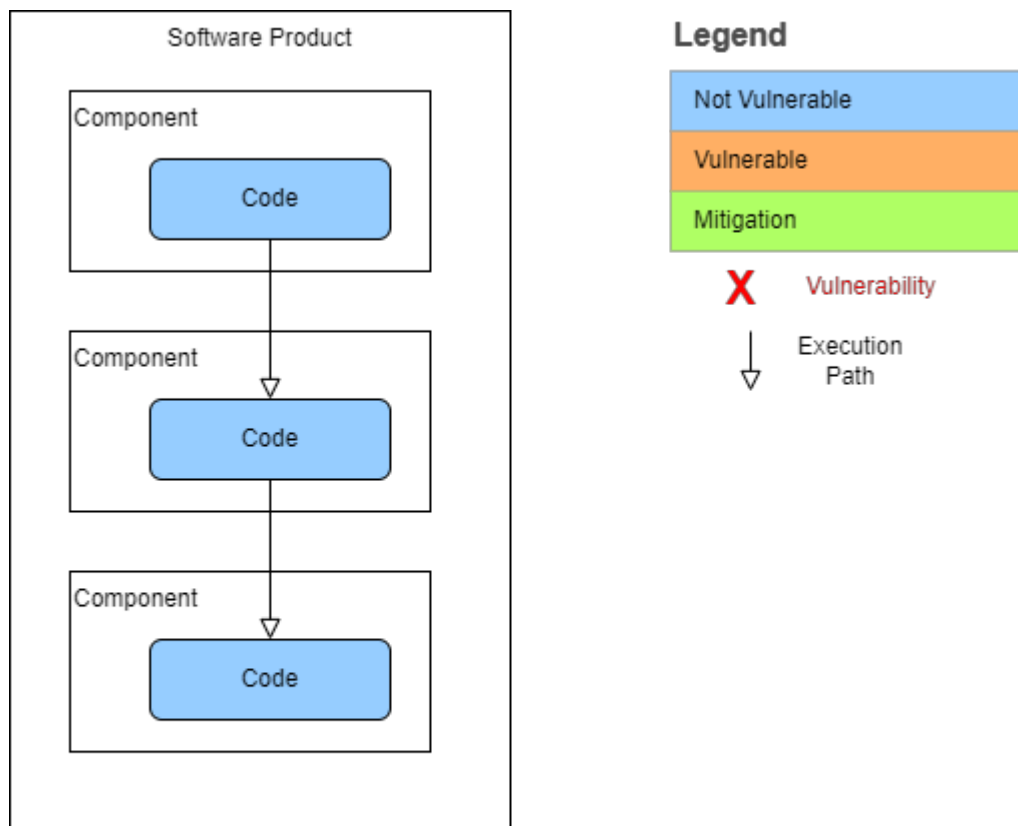 Software Product
Component
Code
Component
Code
Component
Code
Legend
Not Vulnerable
Vulnerable
Mitigation
X Vulnerability
Execution
Path